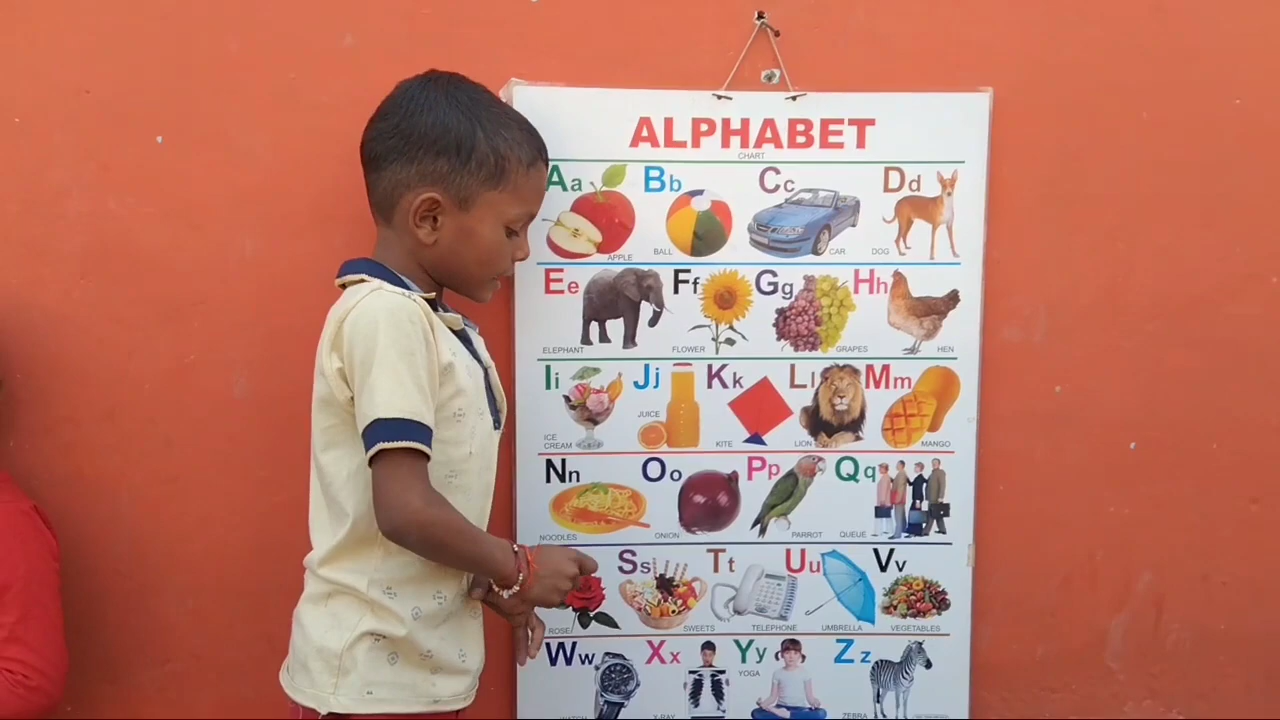 ALPHABET
CHART
Aa Bb Cc Dd
APPLE BALL CAR DOG
Ee Ff Gg Hh
ELEPHANT FLOWER GRAPES HEN
Ii Jj Kk Ll Mm
ICE CREAM JUICE KITE LION MANGO
Nn Oo Pp Qq
NOODLES ONION PARROT QUEUE
Ss Tt Uu Vv
ROSE SWEETS TELEPHONE UMBRELLA VEGETABLES
Ww Xx Yy Zz
WATCH X-RAY YOGA ZEBRA